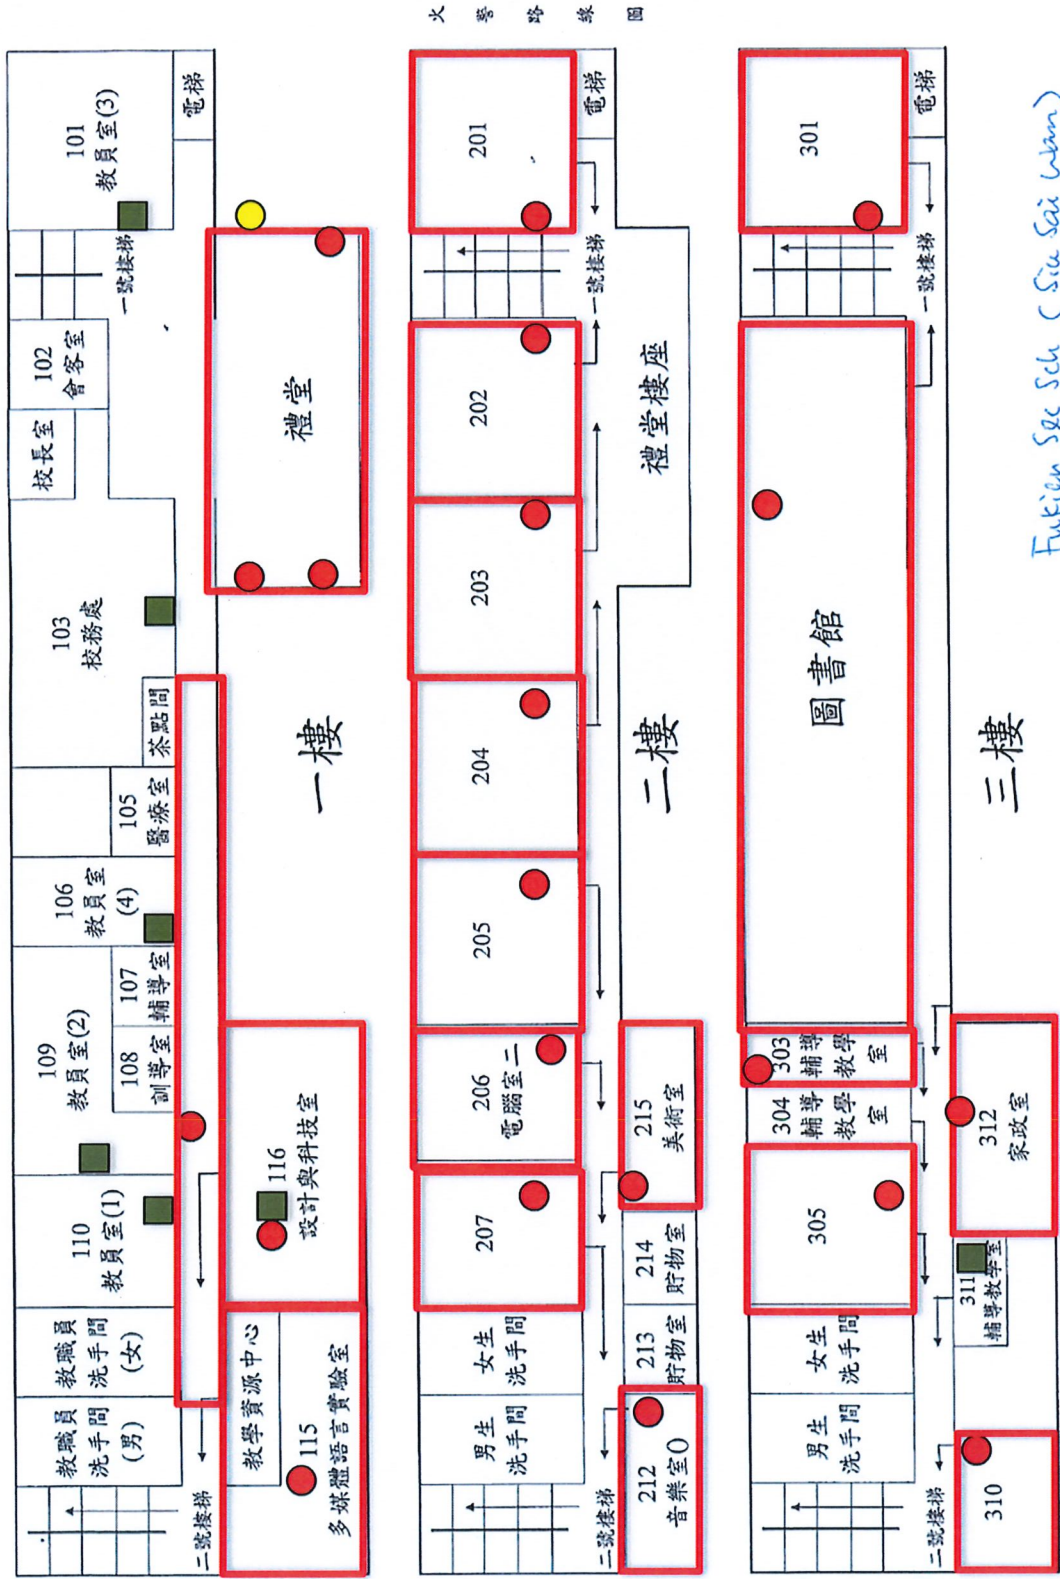 火警路線圖
101
教員室(3)
電梯
一號樓梯
102
會客室
校長室
103
校務處
茶點間
105
醫療室
106
教員室
(4)
107
輔導室
108
訓導室
109
教員室(2)
110
教員室(1)
教職員
洗手間
(女)
教職員
洗手間
(男)
二號樓梯
禮堂
116
設計與科技室
教學資源中心
115
多媒體語言實驗室
一樓
201
電梯
一號樓梯
202
203
204
205
206
電腦室二
207
女生
洗手間
男生
洗手間
二號樓梯
禮堂樓座
215
美術室
214
貯物室
213
貯物室
212
音樂室()
二樓
301
電梯
一號樓梯
圖書館
303
輔導
教學
室
304
輔導
教學
室
305
女生
洗手間
男生
洗手間
二號樓梯
312
家政室
311
輔導教學室
310
三樓
Fukien Sec Sch (Siu Sai Wan)